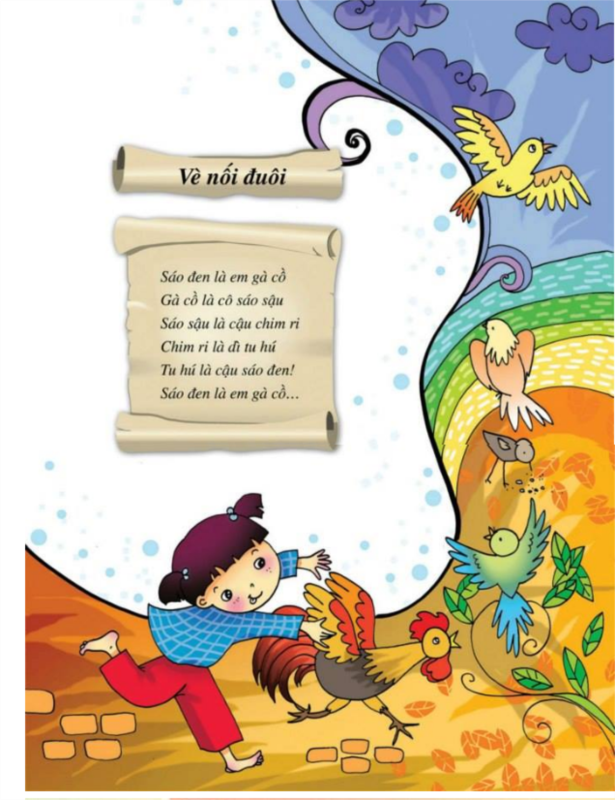 Vè nối đuôi
Sáo đen là em gà cồ
Gà cồ là cô sáo sậu
Sáo sậu là cậu chim ri
Chim ri là dì tu hú
Tu hú là cậu sáo đen!
Sáo đen là em gà cồ...